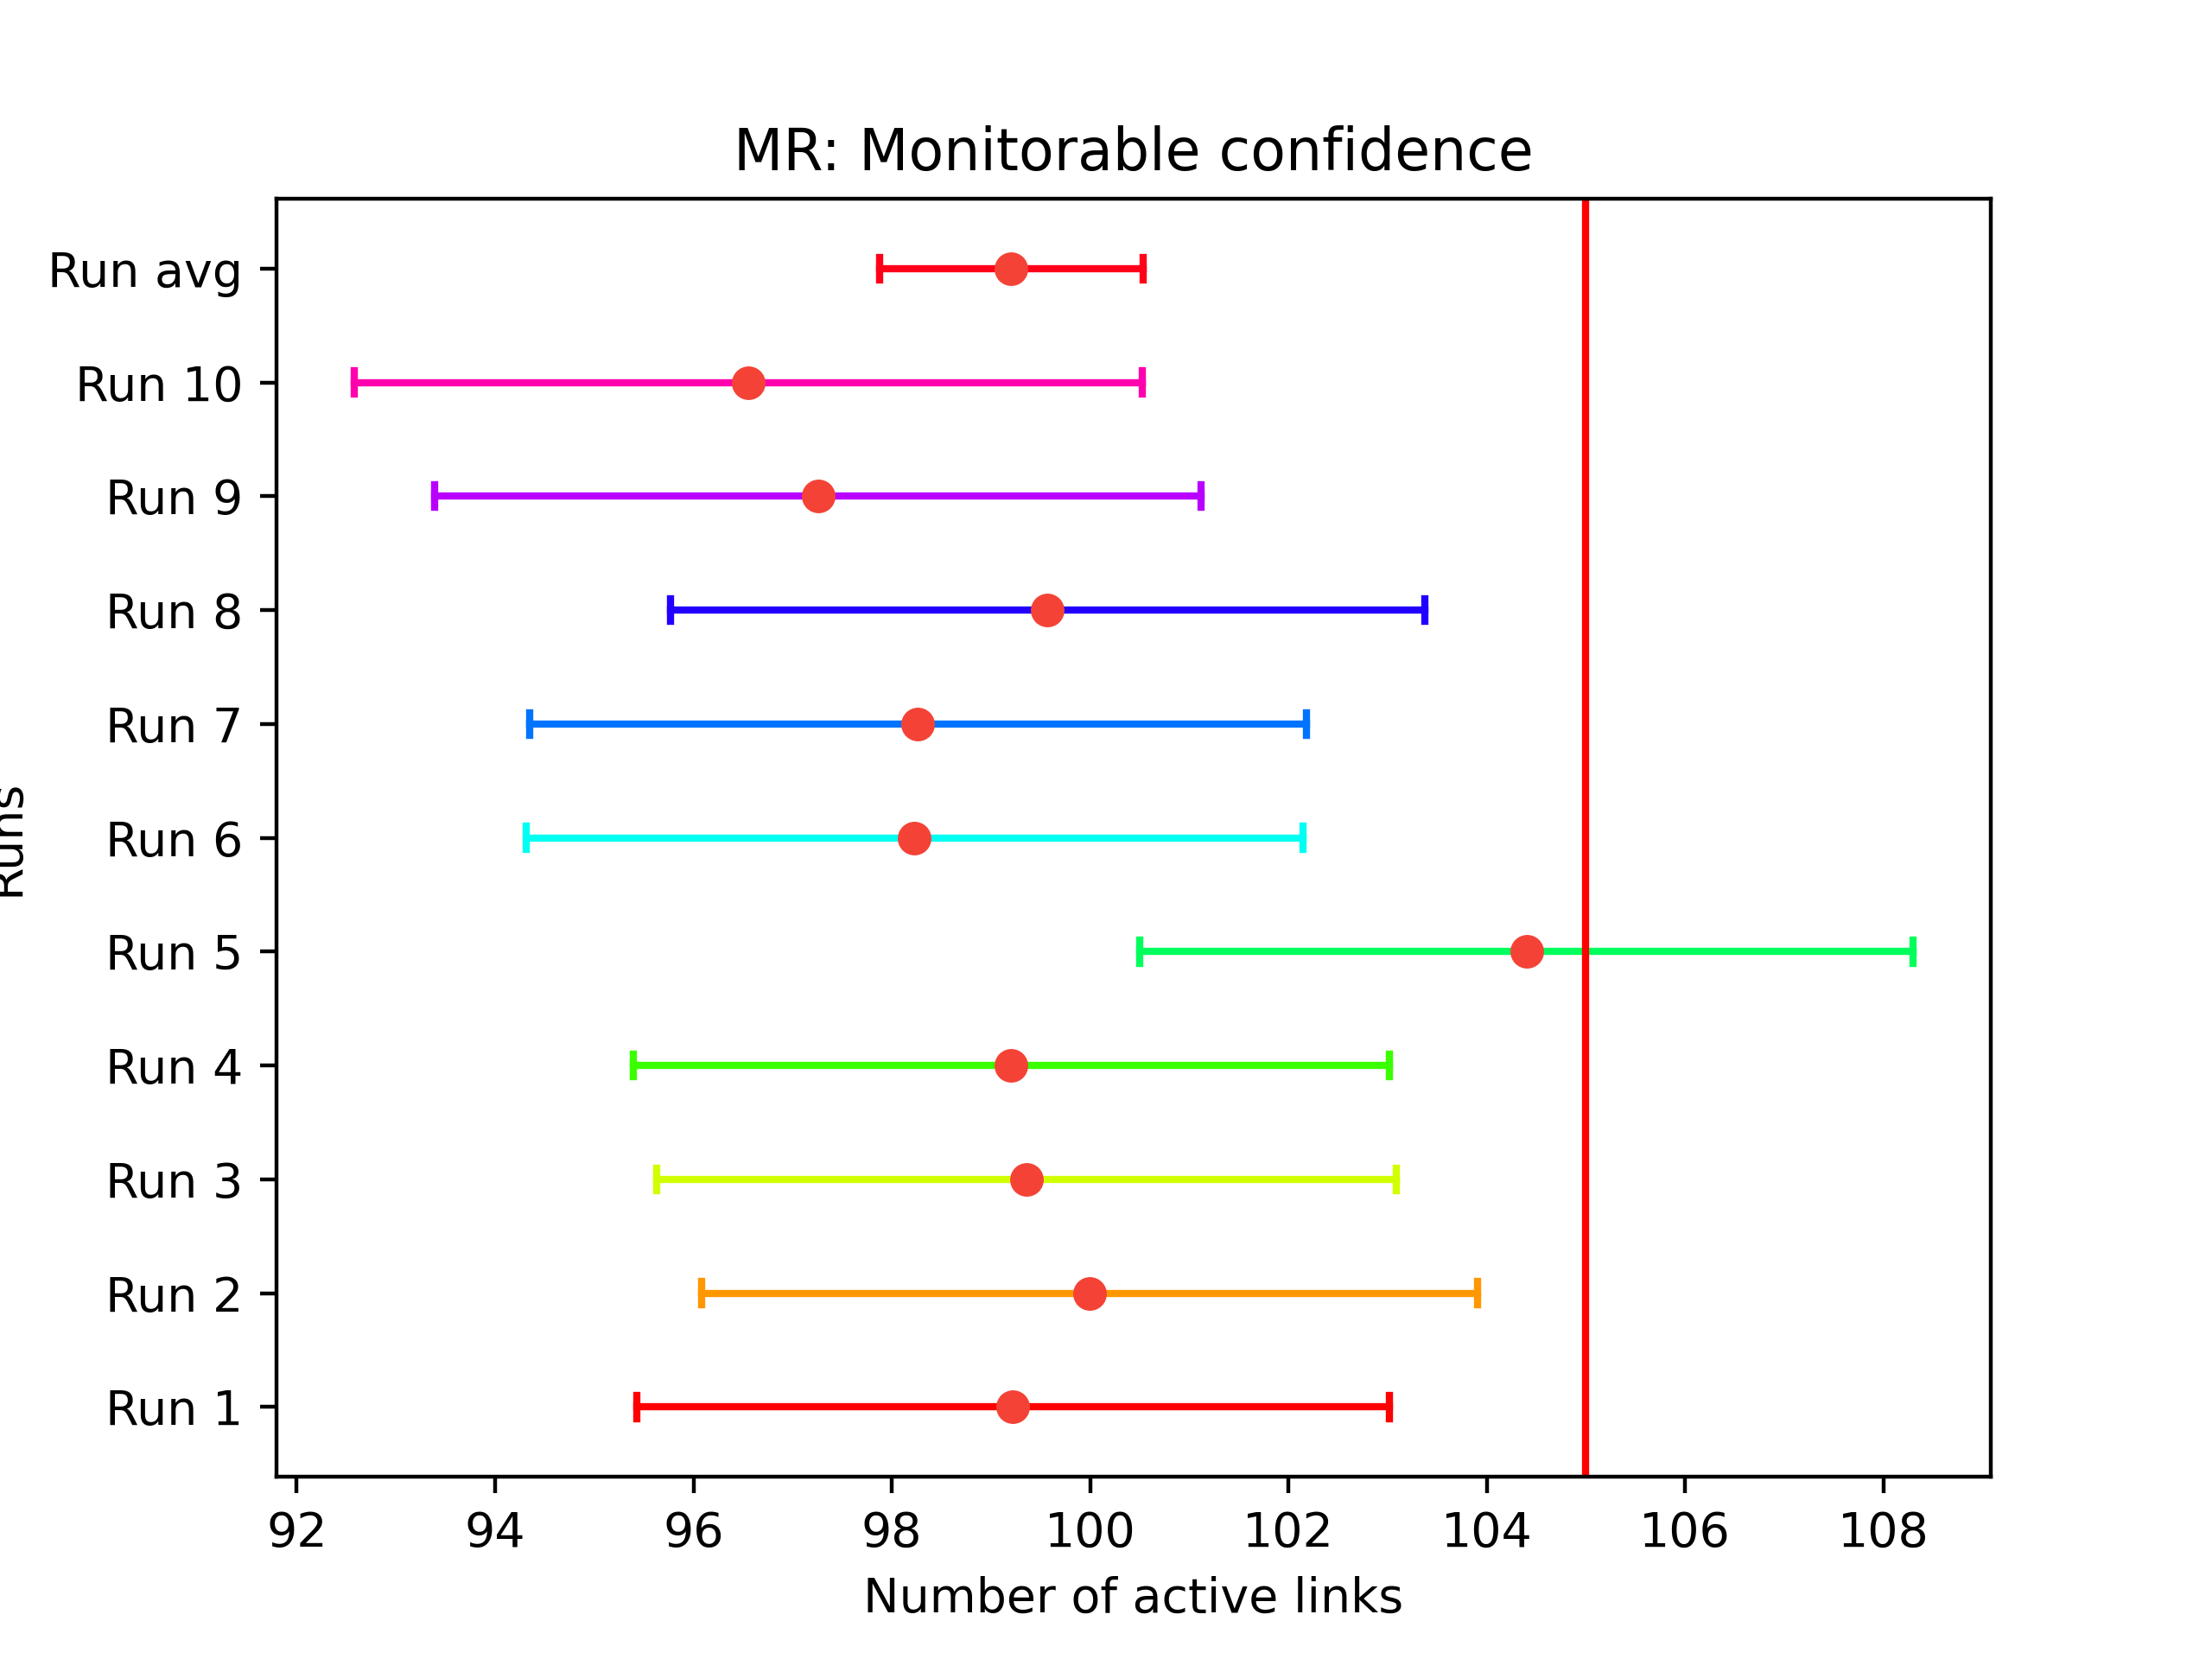 MR: Monitorable confidence
Run avg
Run 10
Run 9
Run 8
Run 7
Run 6
Runs
Run 5
Run 4
Run 3
Run 2
Run 1
92 94 96 98 100 102 104 106 108
Number of active links